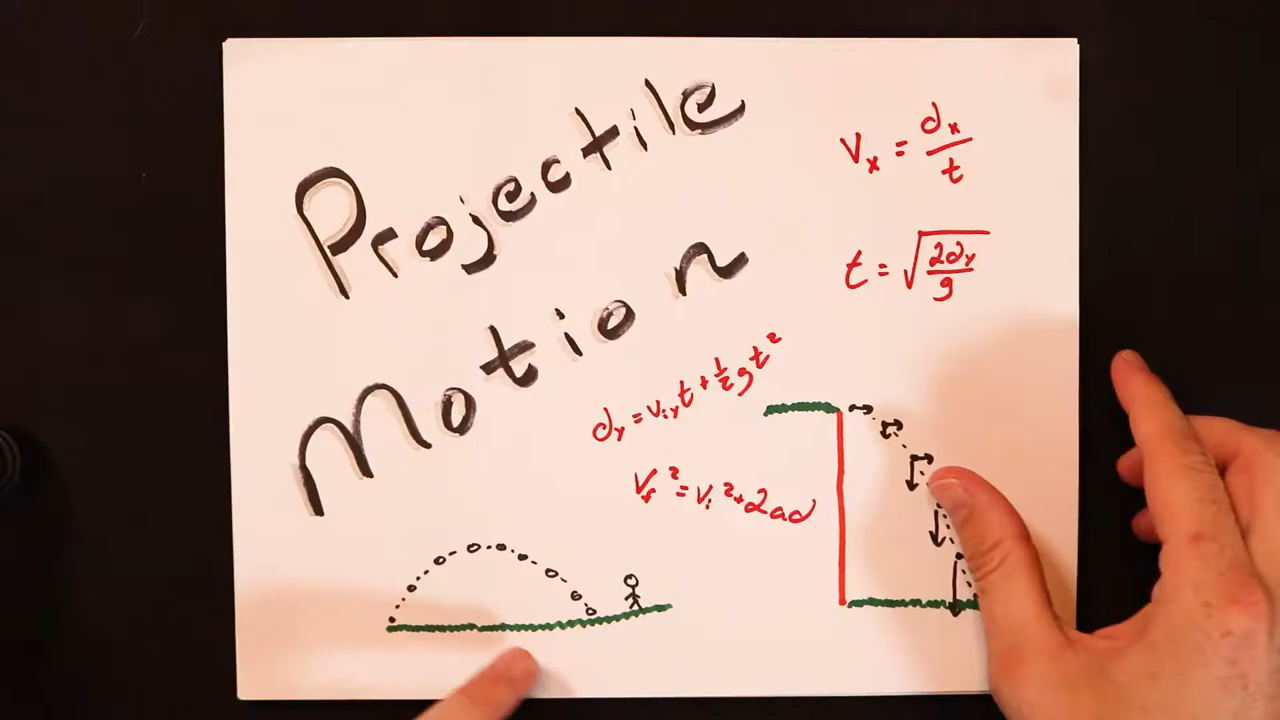 Projectile
Motion
Vx = dx/t
t = √(2dy/g)
dy = viyt + ½gt²
Vf² = Vi² + 2ad